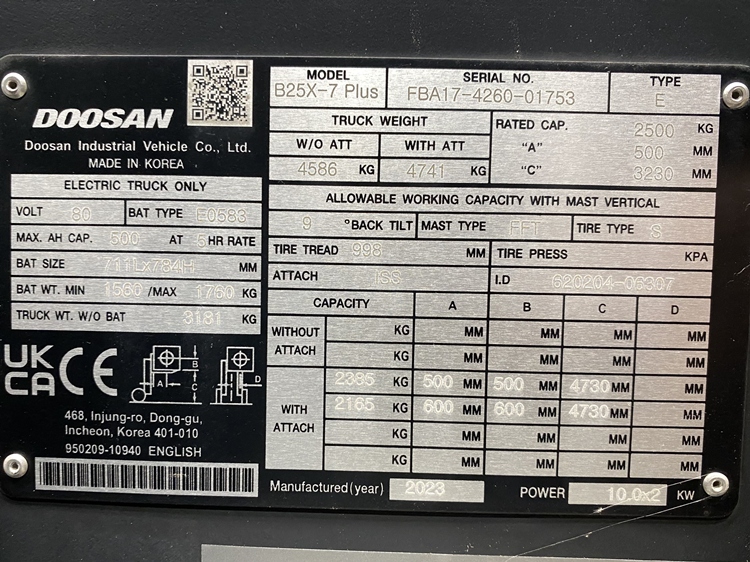 DOOSAN
Doosan Industrial Vehicle Co., Ltd.
MADE IN KOREA
ELECTRIC TRUCK ONLY
VOLT 80 BAT TYPE E0583
MAX. AH CAP. 500 AT 5 HR RATE
BAT SIZE 711Lx784H MM
BAT WT. MIN 1560 /MAX 1760 KG
TRUCK WT. W/O BAT 3181 KG
UK
CA CE
A B C D
468, Injung-ro, Dong-gu,
Incheon, Korea 401-010
950209-10940 ENGLISH
MODEL SERIAL NO. TYPE
B25X-7 Plus FBA17-4260-01753 E
TRUCK WEIGHT
W/O ATT WITH ATT
4586 KG 4741 KG
RATED CAP. 2500 KG
"A" 500 MM
"C" 3230 MM
ALLOWABLE WORKING CAPACITY WITH MAST VERTICAL
9 °BACK TILT MAST TYPE FFT TIRE TYPE S
TIRE TREAD 998 MM TIRE PRESS KPA
ATTACH ISS I.D 620204-06307
CAPACITY A B C D
WITHOUT ATTACH
KG MM MM MM MM
KG MM MM MM MM
WITH ATTACH
2385 KG 500 MM 500 MM 4730 MM MM
2165 KG 600 MM 600 MM 4730 MM MM
KG MM MM MM MM
KG MM MM MM MM
Manufactured(year) 2023 POWER 10.0x2 KW